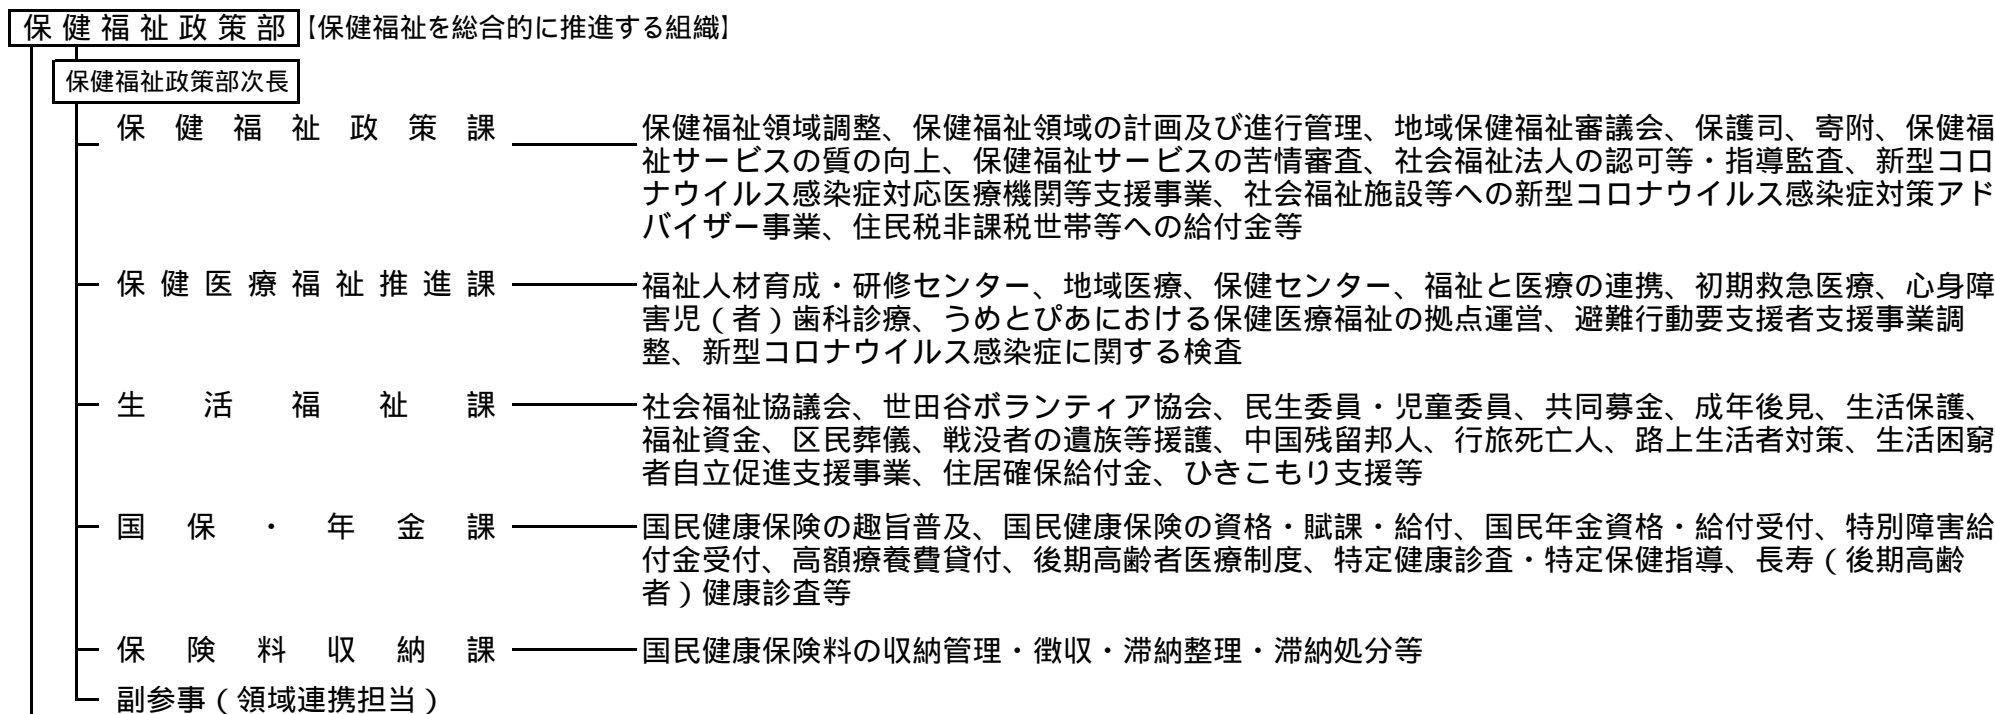 保健福祉政策部【保健福祉を総合的に推進する組織】
保健福祉政策部次長
保健福祉政策課 保健福祉領域調整、保健福祉領域の計画及び進行管理、地域保健福祉審議会、保護司、寄附、保健福
祉サービスの質の向上、保健福祉サービスの苦情審査、社会福祉法人の認可等・指導監査、新型コロ
ナウイルス感染症対応医療機関等支援事業、社会福祉施設等への新型コロナウイルス感染症対策アド
バイザー事業、住民税非課税世帯等への給付金等
保健医療福祉推進課 福祉人材育成・研修センター、地域医療、保健センター、福祉と医療の連携、初期救急医療、心身障
害児（者）歯科診療、うめとぴあにおける保健医療福祉の拠点運営、避難行動要支援者支援事業調
整、新型コロナウイルス感染症に関する検査
生活福祉課 社会福祉協議会、世田谷ボランティア協会、民生委員・児童委員、共同募金、成年後見、生活保護、
福祉資金、区民葬儀、戦没者の遺族等援護、中国残留邦人、行旅死亡人、路上生活者対策、生活困窮
者自立促進支援事業、住居確保給付金、ひきこもり支援等
国保・年金課 国民健康保険の趣旨普及、国民健康保険の資格・賦課・給付、国民年金資格・給付受付、特別障害給
付金受付、高額療養費貸付、後期高齢者医療制度、特定健康診査・特定保健指導、長寿（後期高齢
者）健康診査等
保険料収納課 国民健康保険料の収納管理・徴収・滞納整理・滞納処分等
副参事（領域連携担当）